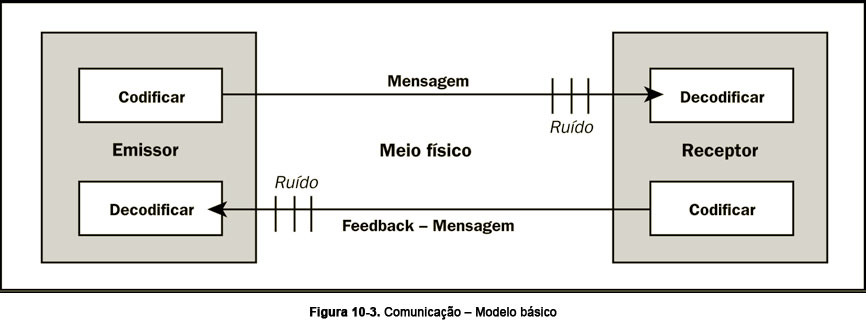 Mensagem
Codificar
Decodificar
Ruído
Emissor
Meio físico
Receptor
Ruído
Decodificar
Codificar
Feedback – Mensagem
Figura 10-3. Comunicação – Modelo básico